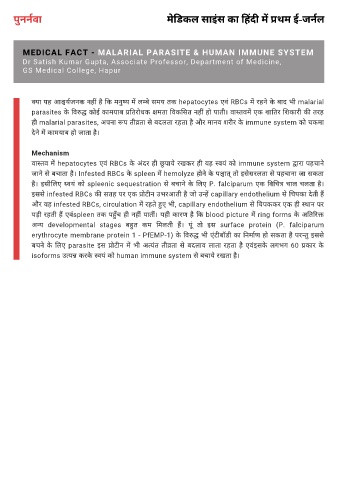 पुनर्नवा
मेडिकल साइंस का हिंदी में प्रथम ई-जर्नल
MEDICAL FACT - MALARIAL PARASITE & HUMAN IMMUNE SYSTEM
Dr Satish Kumar Gupta, Associate Professor, Department of Medicine,
GS Medical College, Hapur
क्या यह आश्चर्यजनक नहीं है कि मनुष्य में लम्बे समय तक hepatocytes एवं RBCs में रहने के बाद भी malarial
parasites के विरुद्ध कोई कामयाब प्रतिरोधक क्षमता विकसित नहीं हो पाती। वास्तवमें एक शातिर शिकारी की तरह
ही malarial parasites, अपना रूप तीव्रता से बदलता रहता है और मानव शरीर के immune system को चकमा
देने में कामयाब हो जाता है।
Mechanism
वास्तव में hepatocytes एवं RBCs के अंदर ही छुपाये रखकर ही यह स्वयं को immune system द्वारा पहचाने
जाने से बचाता है। Infested RBCs के spleen में hemolyze होने के पश्चात् तो इसेसरलता से पहचाना जा सकता
है। इसीलिए स्वयं को spleenic sequestration से बचाने के लिए P. falciparum एक विचित्र चाल चलता है।
इससे infested RBCs की सतह पर एक प्रोटीन उभरआती है जो उन्हें capillary endothelium से चिपका देती है
और यह infested RBCs, circulation में रहते हुए भी, capillary endothelium से चिपककर एक ही स्थान पर
पड़ी रहती हैं एवंspleen तक पहुँच ही नहीं पातीं। यही कारण है कि blood picture में ring forms के अतिरिक्त
अन्य developmental stages बहुत कम मिलती हैं। यूं तो इस surface protein (P. falciparum
erythrocyte membrane protein 1 - PfEMP-1) के विरुद्ध भी एंटीबॉडी का निर्माण हो सकता है परन्तु इससे
बचने के लिए parasite इस प्रोटीन में भी अत्यंत तीव्रता से बदलाव लाता रहता है एवंइसके लगभग 60 प्रकार के
isoforms उत्पन्न करके स्वयं को human immune system से बचाये रखता है।